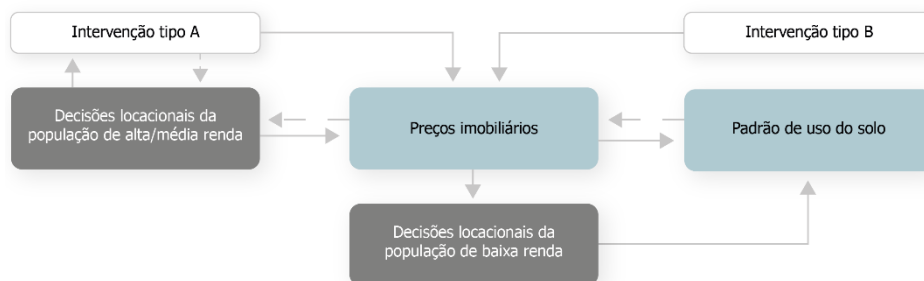 Intervenção tipo A
Intervenção tipo B
Decisões locacionais da
população de alta/média renda
Preços imobiliários
Padrão de uso do solo
Decisões locacionais da
população de baixa renda